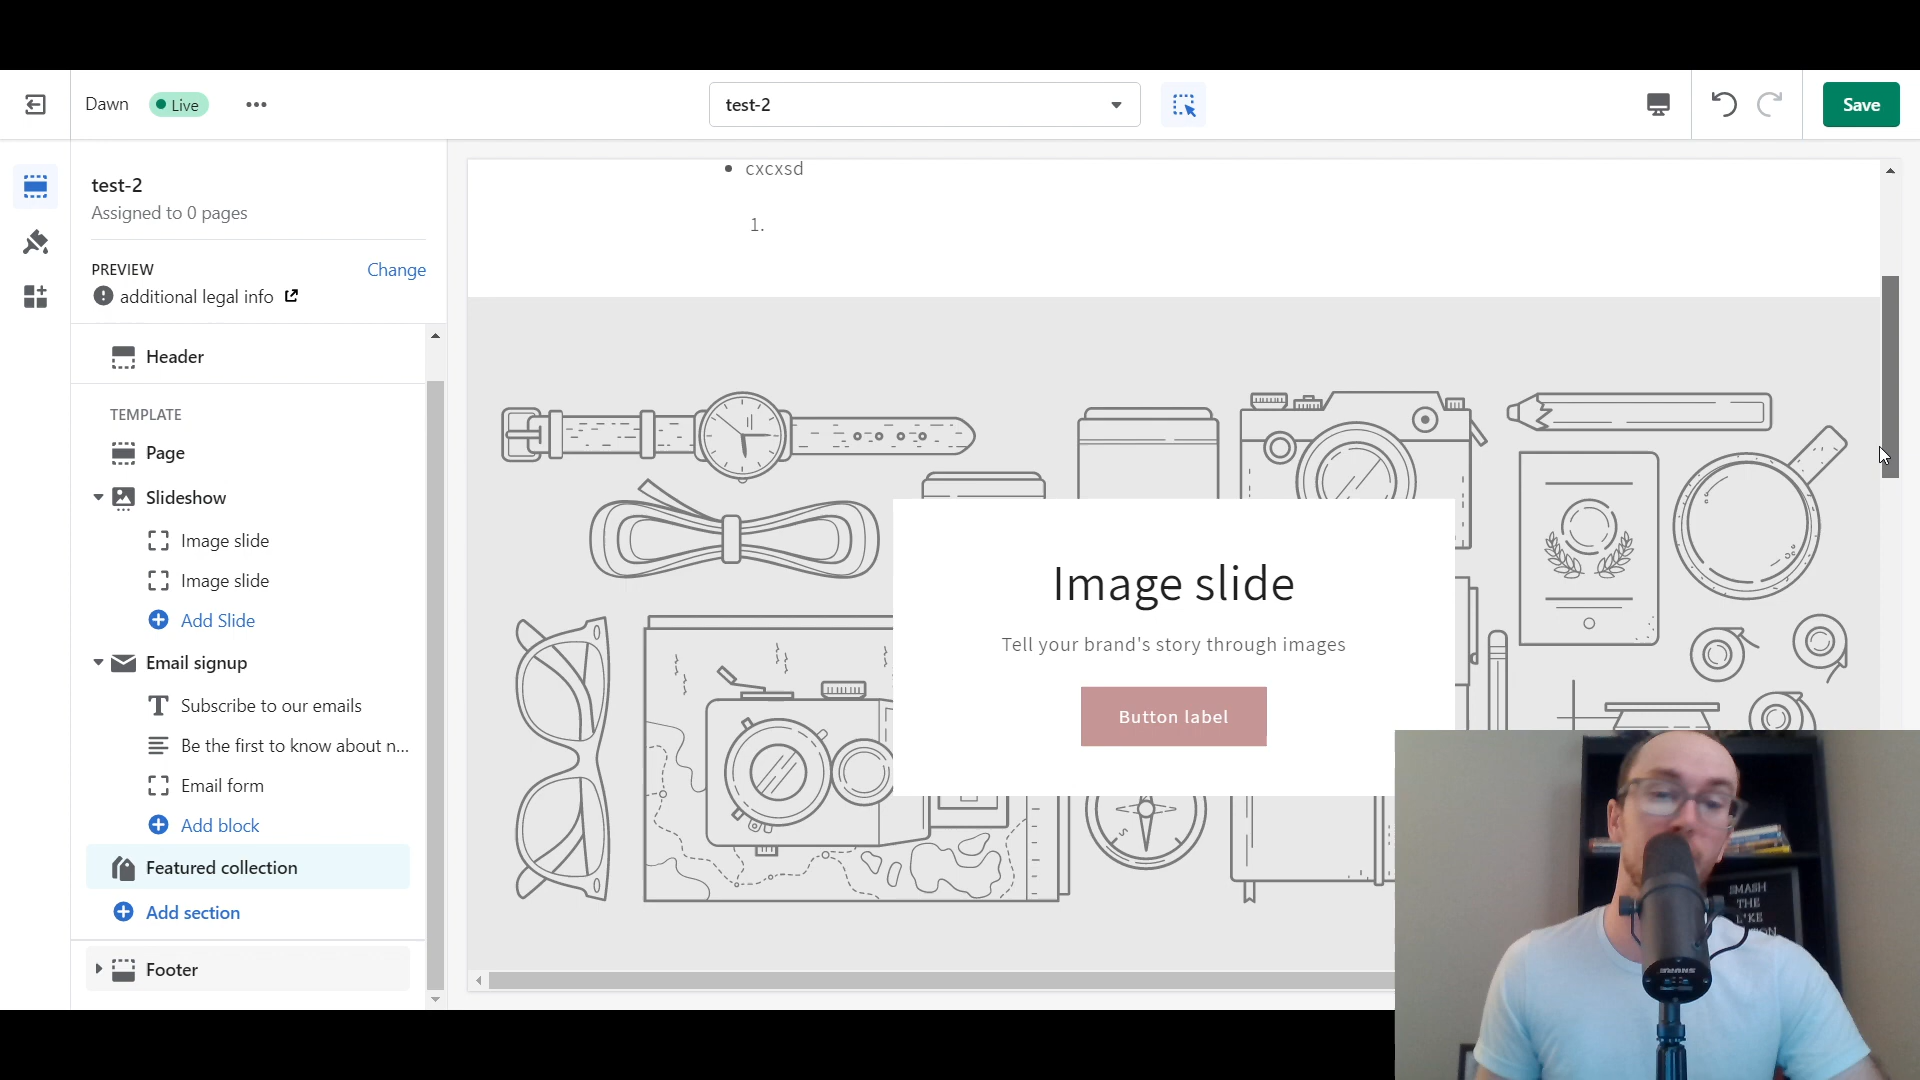 Dawn
Live
test-2
Save
test-2
Assigned to 0 pages
PREVIEW
Change
additional legal info
Header
TEMPLATE
Page
Slideshow
Image slide
Image slide
Add Slide
Email signup
Subscribe to our emails
Be the first to know about n...
Email form
Add block
Featured collection
Add section
Footer
• cxcxsd
1.
Image slide
Tell your brand's story through images
Button label
SMASH
THE